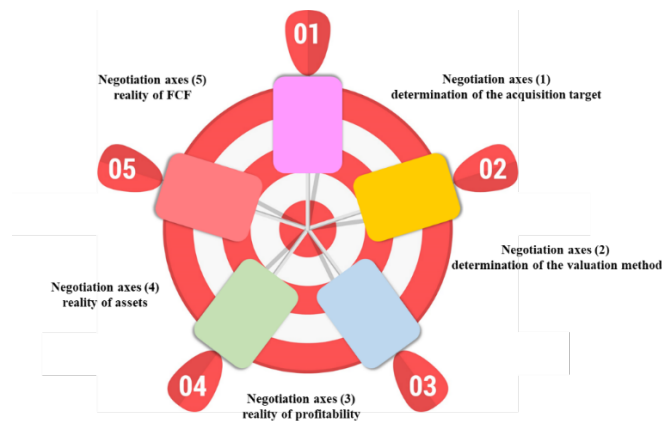 01
Negotiation axes (5)
reality of FCF
Negotiation axes (1)
determination of the acquisition target
05
02
Negotiation axes (2)
determination of the valuation method
Negotiation axes (4)
reality of assets
04
03
Negotiation axes (3)
reality of profitability